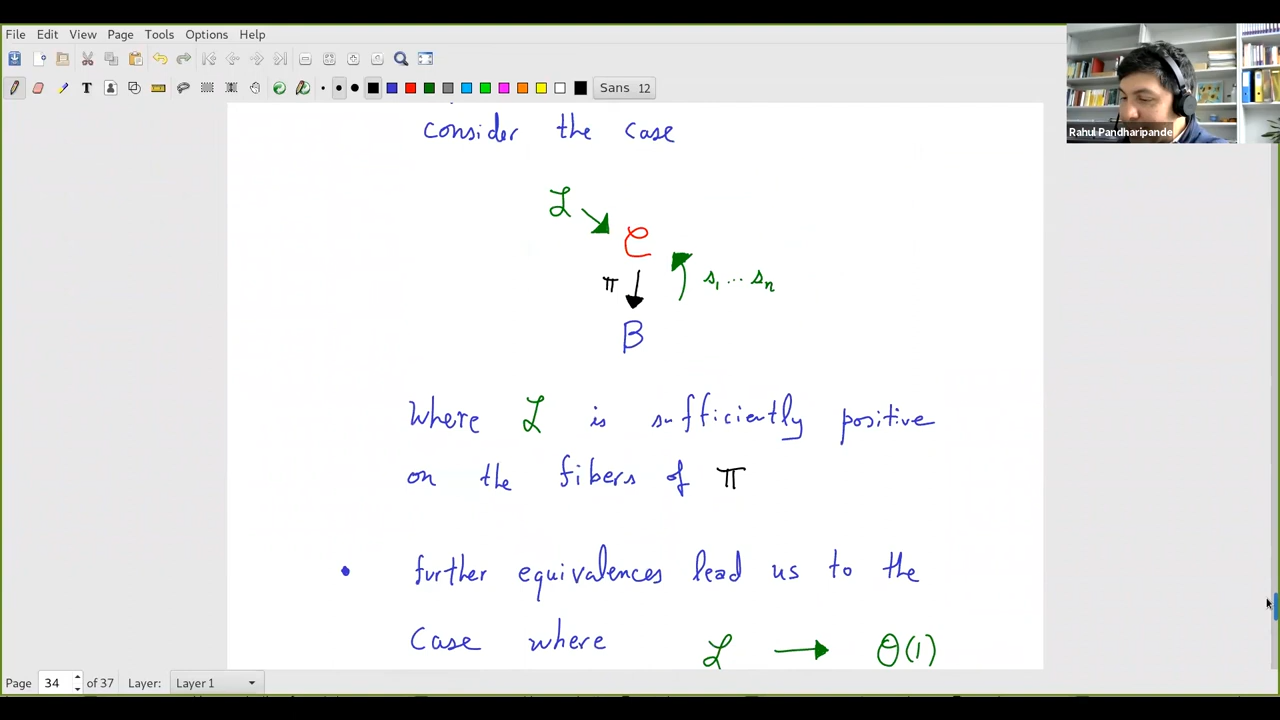 File Edit View Page Tools Options Help
Sans 12
Rahul Pandharipande
consider the case
ℒ
𝒞
π s₁ ... sₙ
B
Where ℒ is sufficiently positive
on the fibers of π
• further equivalences lead us to the
Case where ℒ → O(1)
Page 34 of 37 Layer: Layer 1